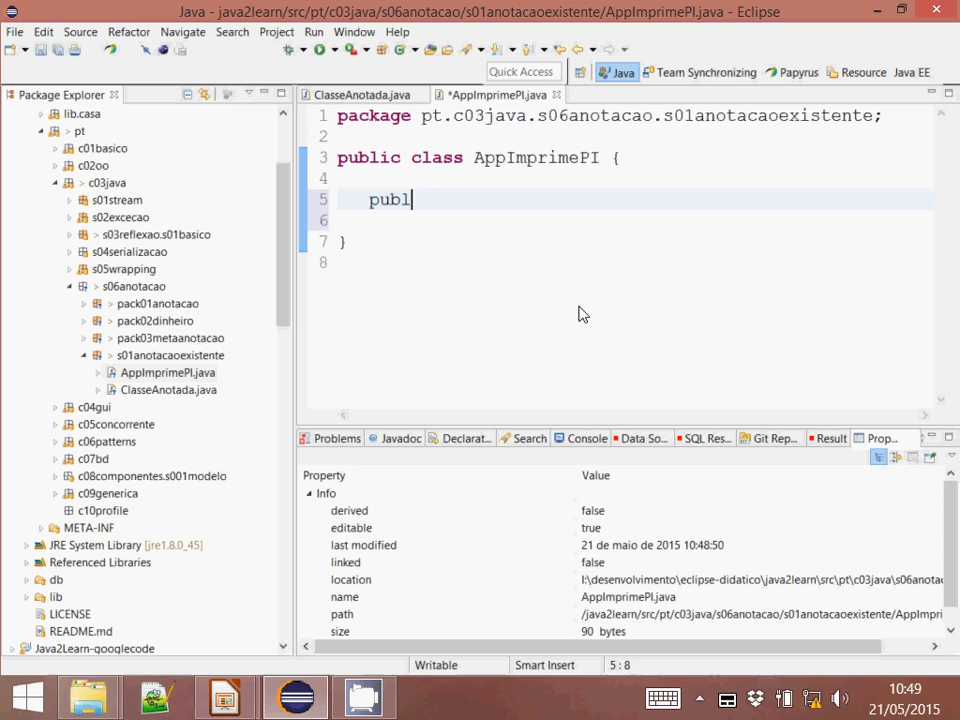 Java - java2learn/src/pt/c03java/s06anotacao/s01anotacaoexistente/AppImprimePI.java - Eclipse
File Edit Source Refactor Navigate Search Project Run Window Help
Quick Access
Java
Team Synchronizing
Papyrus
Resource
Java EE
Package Explorer
lib.casa
> pt
c01basico
c02oo
> c03java
s01stream
s02excecao
> s03reflexao.s01basico
s04serializacao
s05wrapping
> s06anotacao
> pack01anotacao
> pack02dinheiro
> pack03metaanotacao
> s01anotacaoexistente
AppImprimePI.java
ClasseAnotada.java
c04gui
c05concorrente
c06patterns
c07bd
c08componentes.s001modelo
c09generica
c10profile
META-INF
JRE System Library [jre1.8.0_45]
Referenced Libraries
db
lib
LICENSE
README.md
Java2Learn-googlecode
ClasseAnotada.java
*AppImprimePI.java
1 package pt.c03java.s06anotacao.s01anotacaoexistente;
2
3 public class AppImprimePI {
4
5 publ
6
7 }
8
Problems
@ Javadoc
Declarat...
Search
Console
Data So...
SQL Res...
Git Rep...
Result
Prop...
Property Value
Info
derived false
editable true
last modified 21 de maio de 2015 10:48:50
linked false
location I:\desenvolvimento\eclipse-didatico\java2learn\src\pt\c03java\s06anota
name AppImprimePI.java
path /java2learn/src/pt/c03java/s06anotacao/s01anotacaoexistente/AppImpri
size 90 bytes
Writable
Smart Insert
5 : 8
10:49
21/05/2015